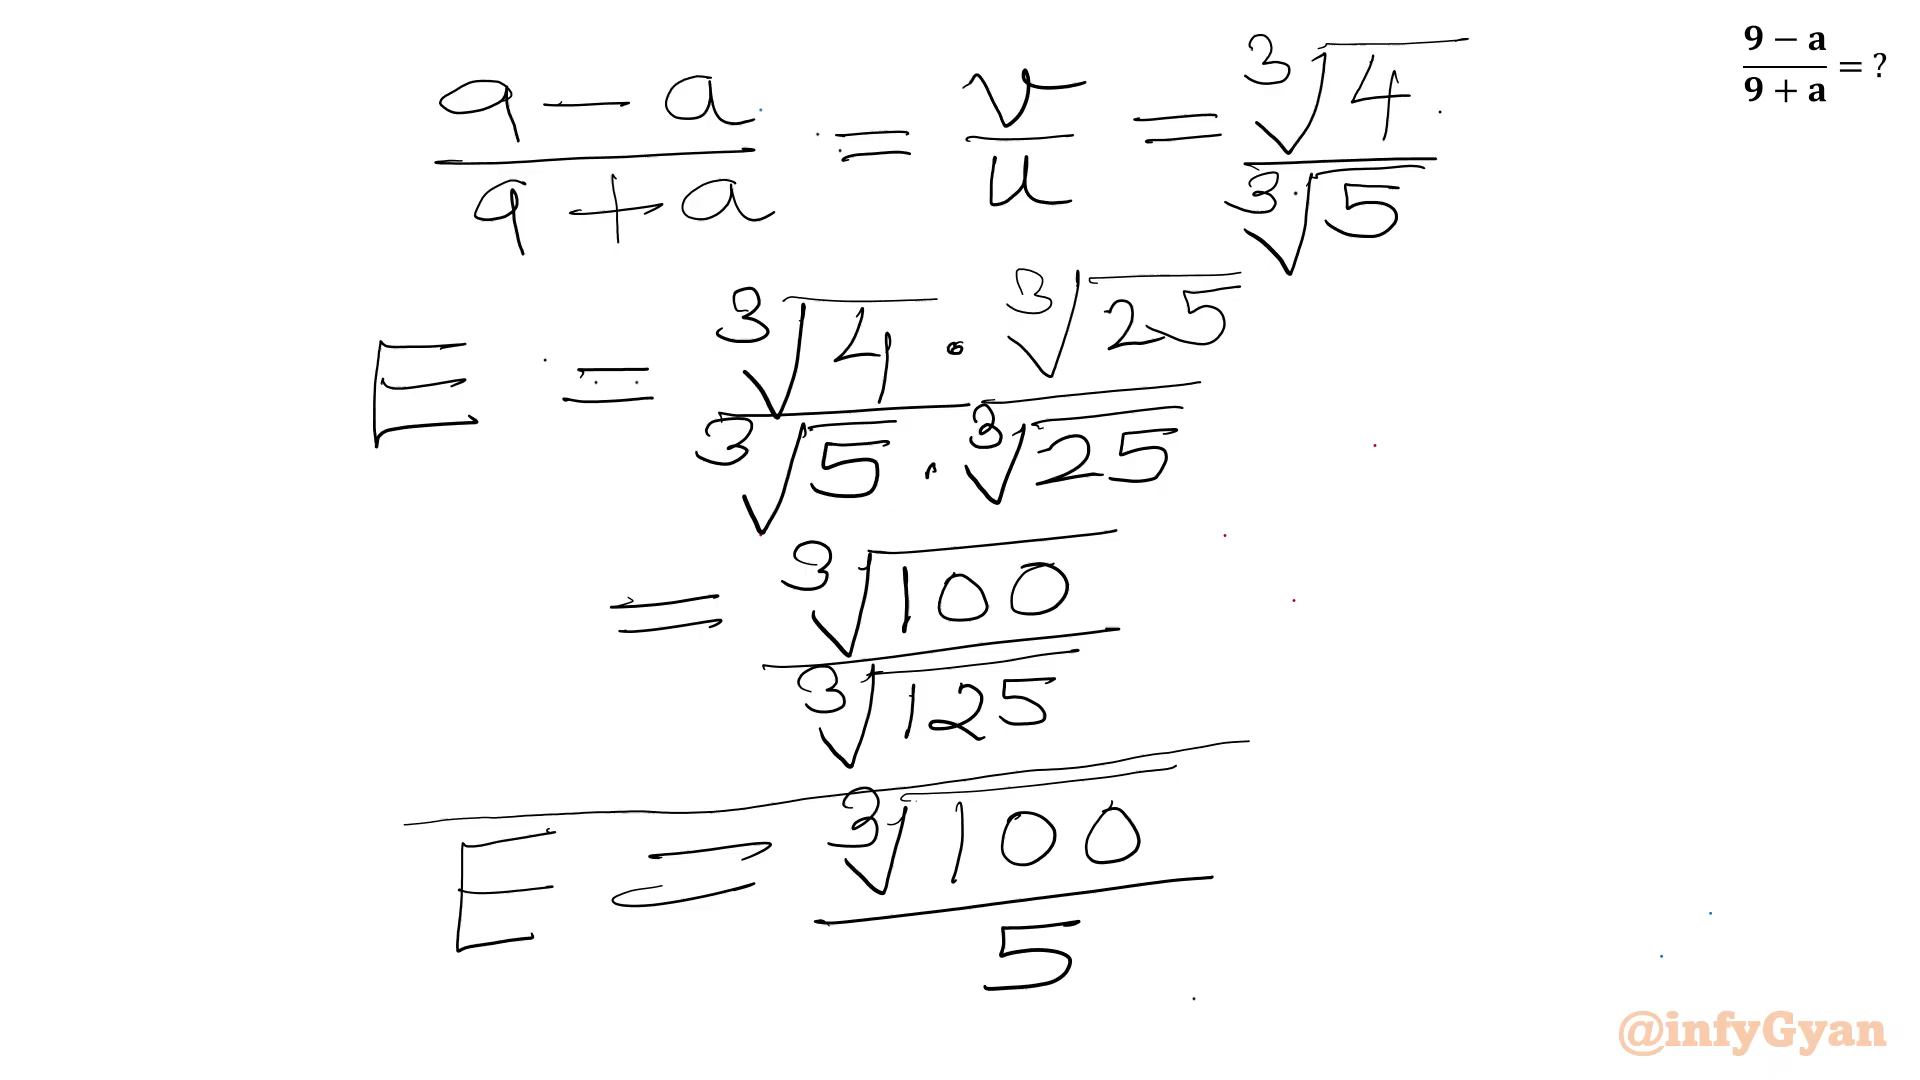 (9 − a)/(9 + a) = ?
(9 − a)/(9 + a) = v/u = ∛4/∛5
E = (∛4 · ∛25)/(∛5 · ∛25)
= ∛100/∛125
E = ∛100/5
@infyGyan